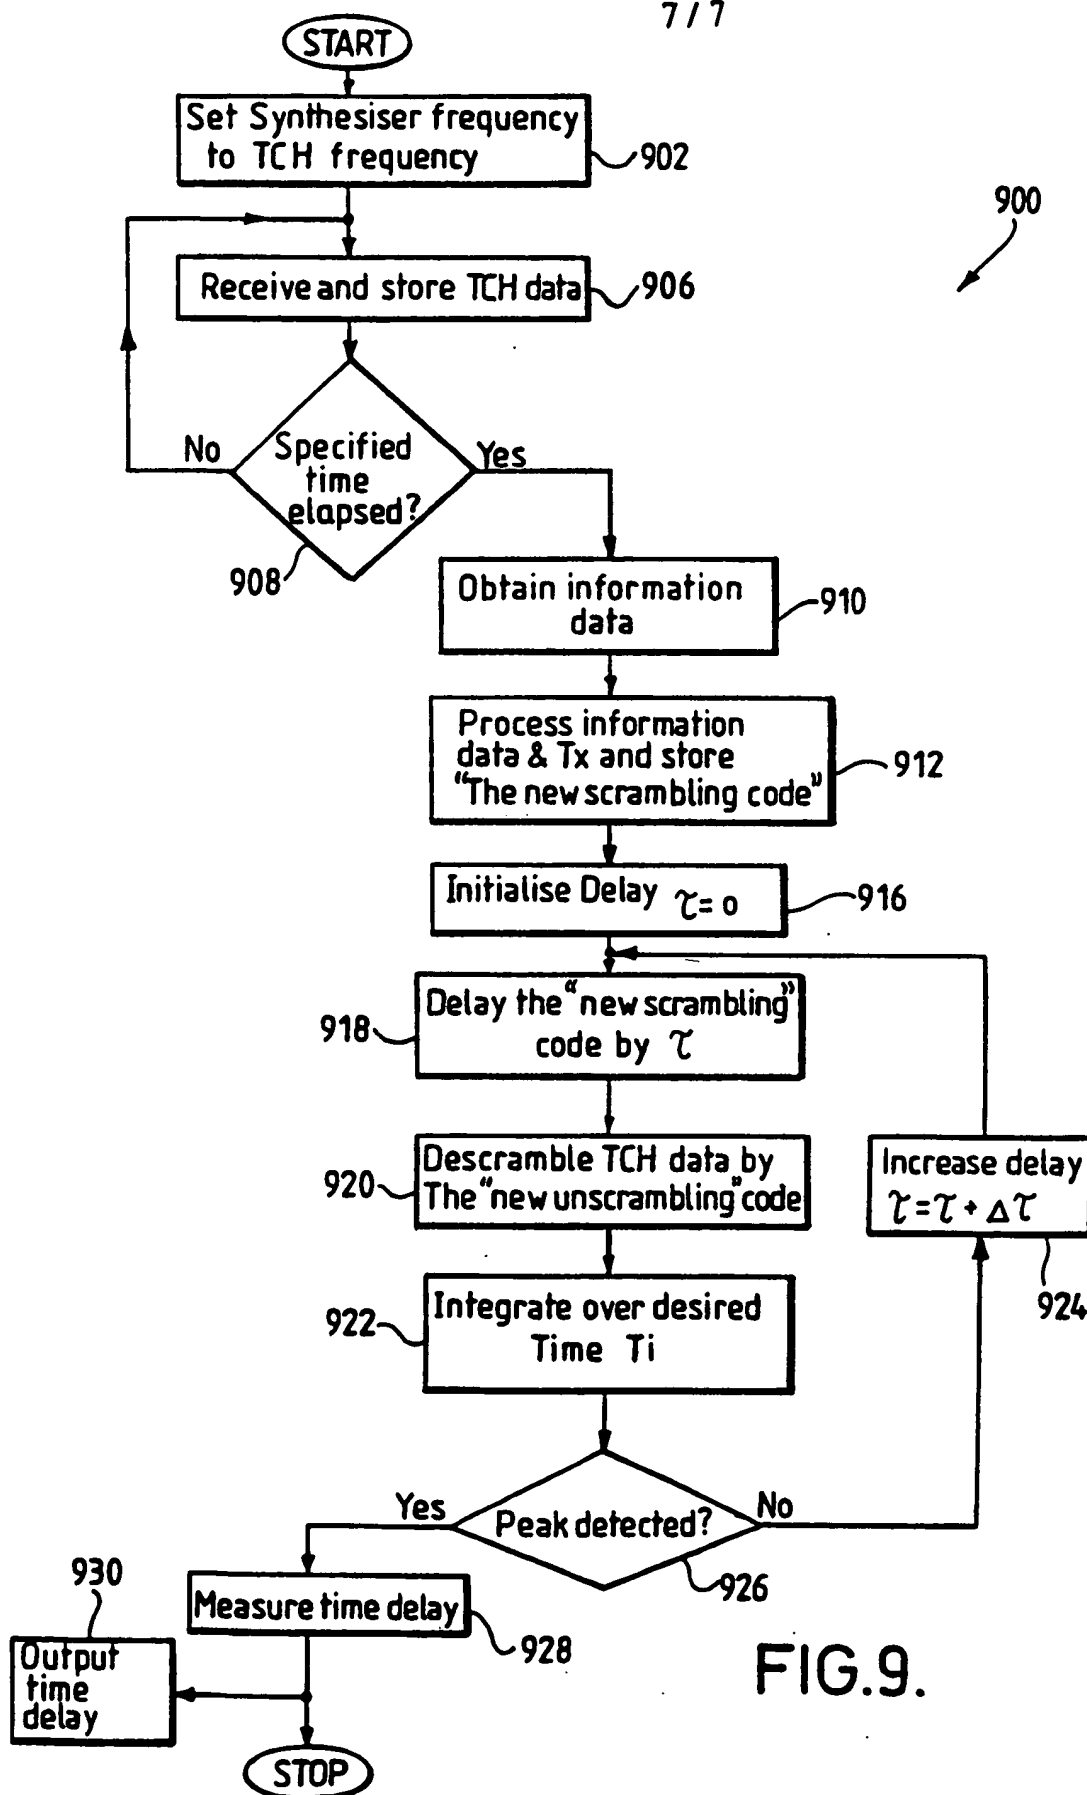 7/7
START
Set Synthesiser frequency
to TCH frequency
902
900
Receive and store TCH data
906
No
Specified
time
elapsed?
Yes
908
Obtain information
data
910
Process information
data & Tx and store
"The new scrambling code"
912
Initialise Delay τ=0
916
Delay the "new scrambling"
code by τ
918
Descramble TCH data by
The "new unscrambling" code
920
Increase delay
τ=τ+Δτ
924
Integrate over desired
Time Ti
922
Yes
Peak detected?
No
926
930
Measure time delay
928
Output
time
delay
FIG.9.
STOP